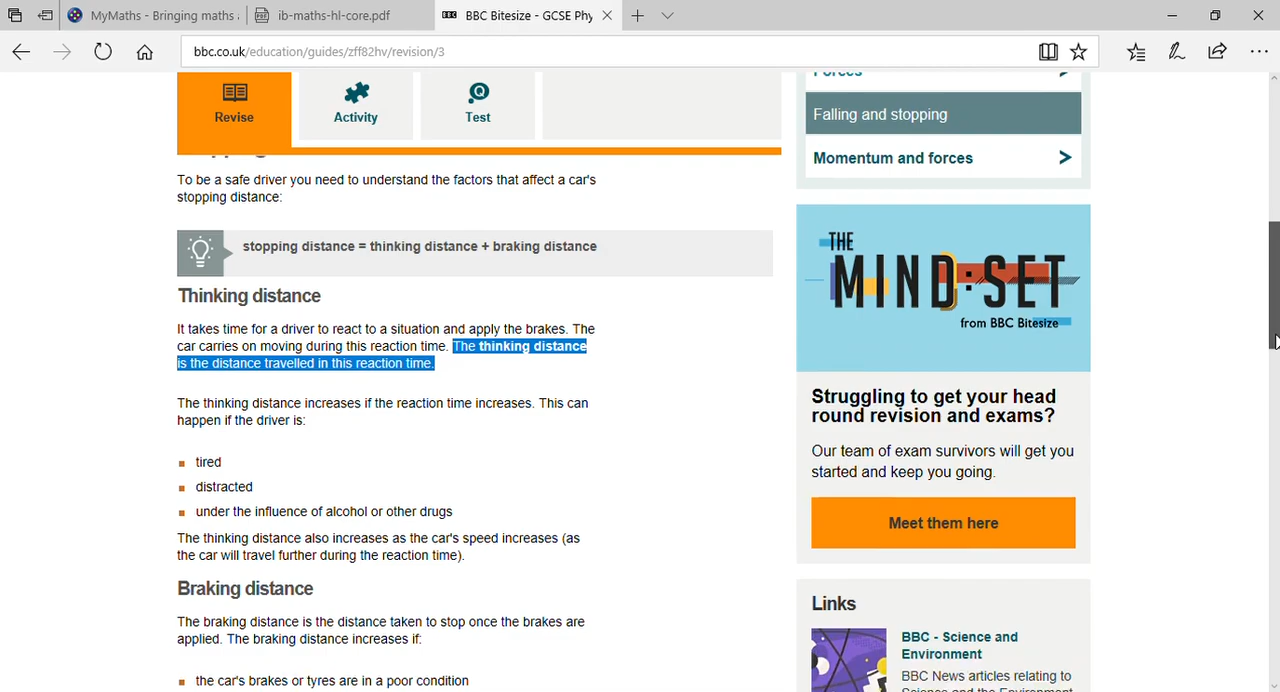 MyMaths - Bringing maths
ib-maths-hl-core.pdf
BBC Bitesize - GCSE Phy
bbc.co.uk/education/guides/zff82hv/revision/3
Revise
Activity
Test
To be a safe driver you need to understand the factors that affect a car's
stopping distance:
stopping distance = thinking distance + braking distance
Thinking distance
It takes time for a driver to react to a situation and apply the brakes. The
car carries on moving during this reaction time. The thinking distance
is the distance travelled in this reaction time.
The thinking distance increases if the reaction time increases. This can
happen if the driver is:
tired
distracted
under the influence of alcohol or other drugs
The thinking distance also increases as the car's speed increases (as
the car will travel further during the reaction time).
Braking distance
The braking distance is the distance taken to stop once the brakes are
applied. The braking distance increases if:
the car's brakes or tyres are in a poor condition
Forces
Falling and stopping
Momentum and forces
THE
MIND:SET
from BBC Bitesize
Struggling to get your head
round revision and exams?
Our team of exam survivors will get you
started and keep you going.
Meet them here
Links
BBC - Science and
Environment
BBC News articles relating to
Science and the Environment